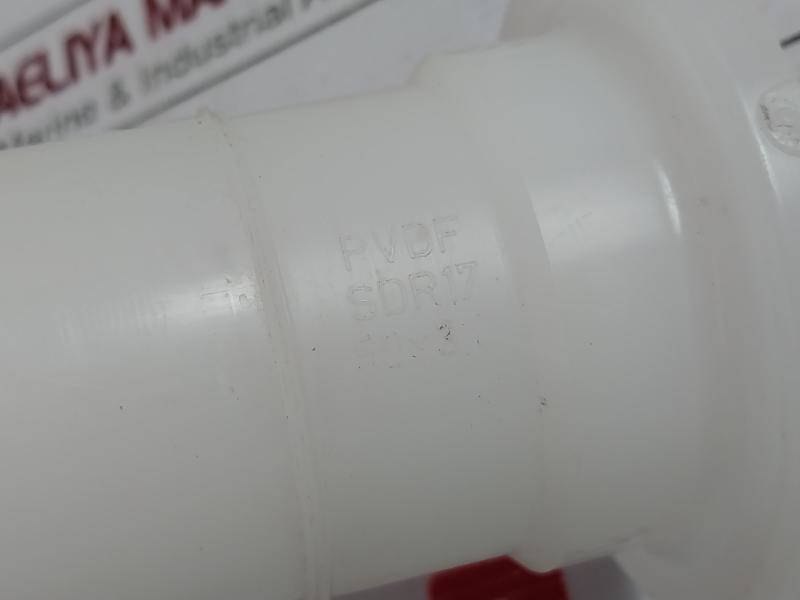 AELIYA MA
Marine & Industrial
PVDF
SDR17